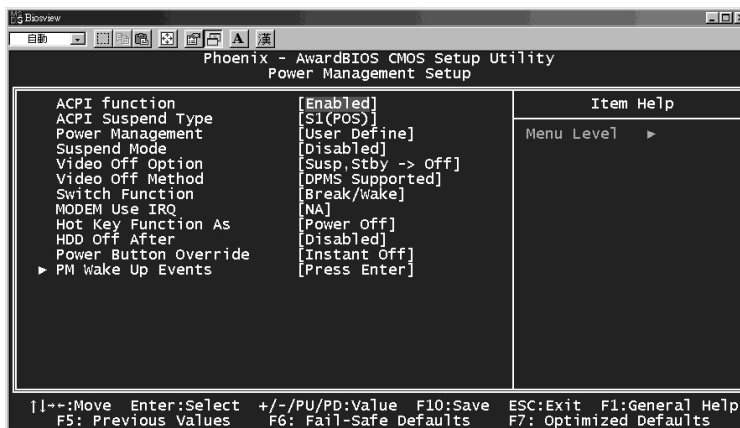 Biosview
自動
A 漢
Phoenix - AwardBIOS CMOS Setup Utility
Power Management Setup
ACPI function [Enabled]
ACPI Suspend Type [S1(POS)]
Power Management [User Define]
Suspend Mode [Disabled]
Video Off Option [Susp,Stby -> Off]
Video Off Method [DPMS Supported]
Switch Function [Break/Wake]
MODEM Use IRQ [NA]
Hot Key Function As [Power Off]
HDD Off After [Disabled]
Power Button Override [Instant Off]
► PM Wake Up Events [Press Enter]
Item Help
Menu Level ►
↑↓→←:Move Enter:Select +/-/PU/PD:Value F10:Save ESC:Exit F1:General Help
F5: Previous Values F6: Fail-Safe Defaults F7: Optimized Defaults